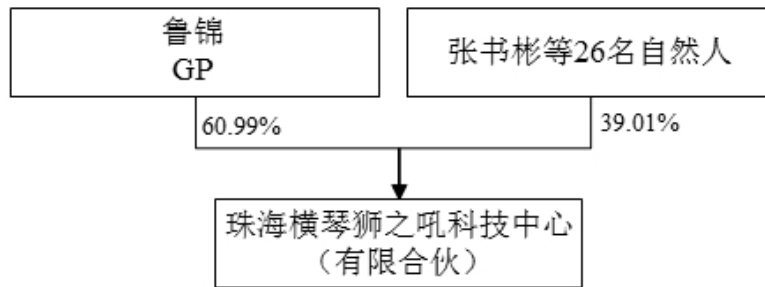 鲁锦
GP
张书彬等26名自然人
60.99%
39.01%
珠海横琴狮之吼科技中心
（有限合伙）